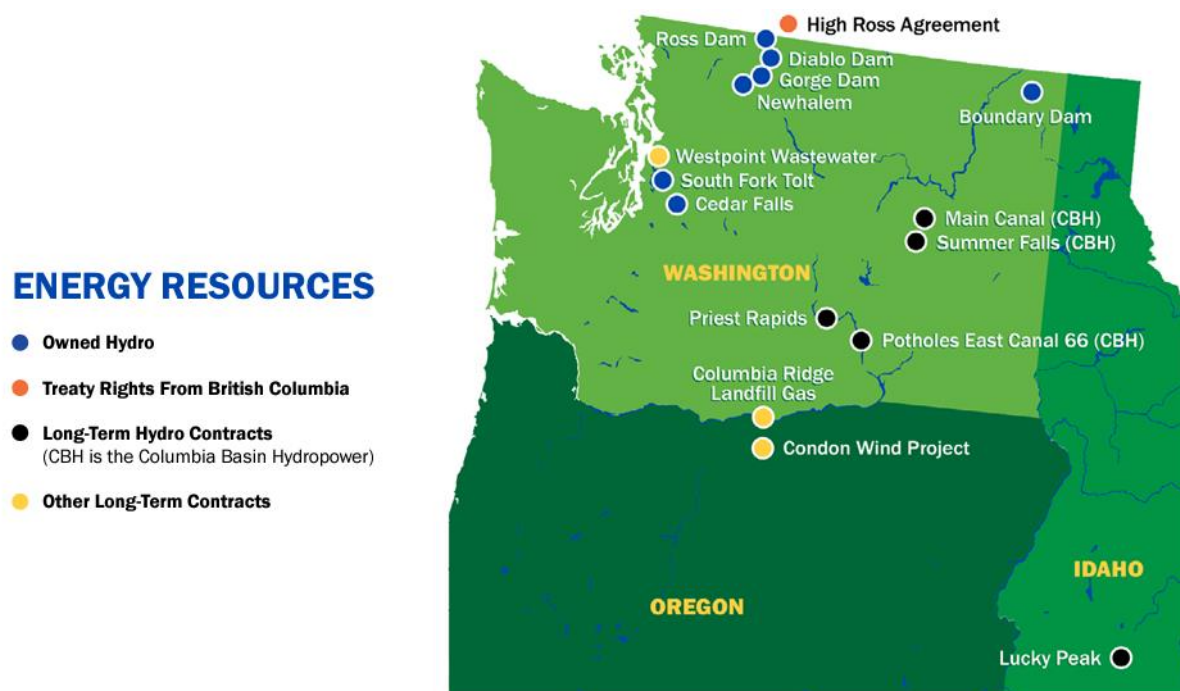 High Ross Agreement
Ross Dam
Diablo Dam
Gorge Dam
Newhalem
Boundary Dam
Westpoint Wastewater
South Fork Tolt
Cedar Falls
Main Canal (CBH)
Summer Falls (CBH)
WASHINGTON
ENERGY RESOURCES
Owned Hydro
Treaty Rights From British Columbia
Long-Term Hydro Contracts
(CBH is the Columbia Basin Hydropower)
Other Long-Term Contracts
Priest Rapids
Potholes East Canal 66 (CBH)
Columbia Ridge
Landfill Gas
Condon Wind Project
IDAHO
OREGON
Lucky Peak